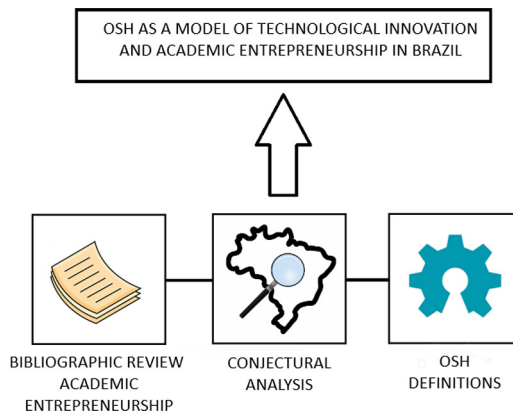 OSH AS A MODEL OF TECHNOLOGICAL INNOVATION
AND ACADEMIC ENTREPRENEURSHIP IN BRAZIL
BIBLIOGRAPHIC REVIEW
ACADEMIC
ENTREPRENEURSHIP
CONJECTURAL
ANALYSIS
OSH
DEFINITIONS